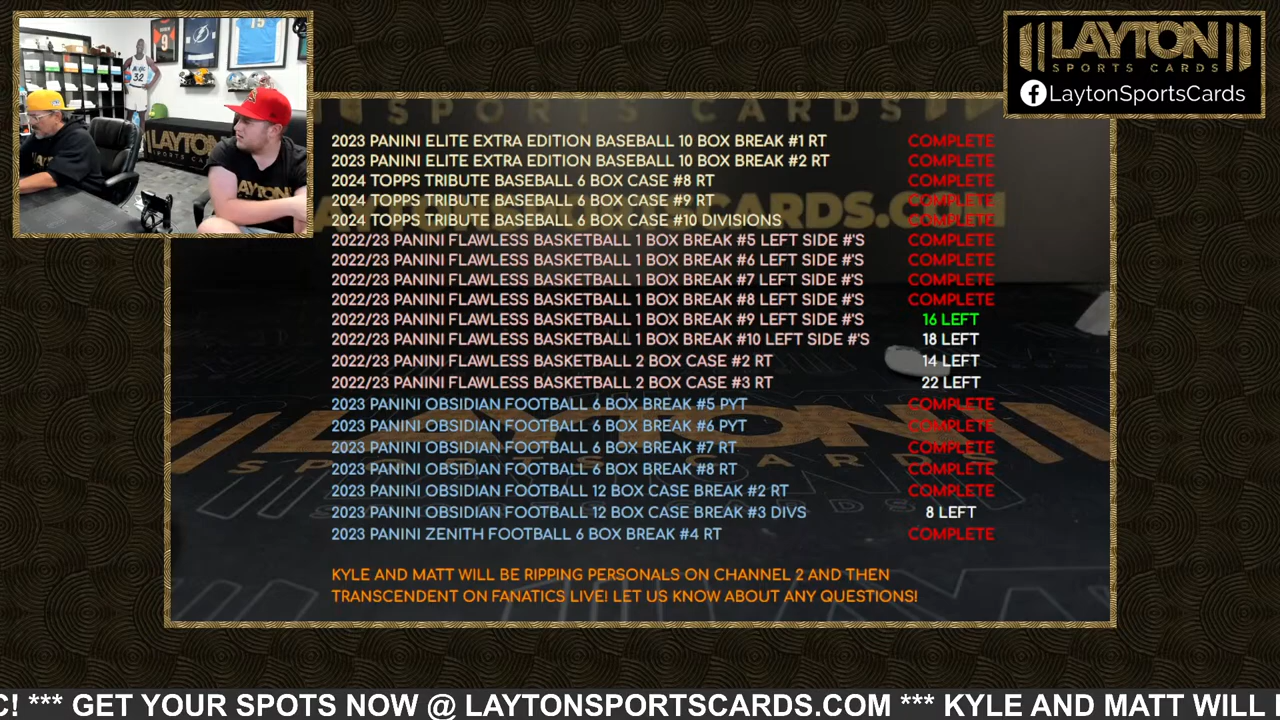 LAYTON
SPORTS CARDS
LaytonSportsCards
2023 PANINI ELITE EXTRA EDITION BASEBALL 10 BOX BREAK #1 RT COMPLETE
2023 PANINI ELITE EXTRA EDITION BASEBALL 10 BOX BREAK #2 RT COMPLETE
2024 TOPPS TRIBUTE BASEBALL 6 BOX CASE #8 RT COMPLETE
2024 TOPPS TRIBUTE BASEBALL 6 BOX CASE #9 RT COMPLETE
2024 TOPPS TRIBUTE BASEBALL 6 BOX CASE #10 DIVISIONS COMPLETE
2022/23 PANINI FLAWLESS BASKETBALL 1 BOX BREAK #5 LEFT SIDE #'S COMPLETE
2022/23 PANINI FLAWLESS BASKETBALL 1 BOX BREAK #6 LEFT SIDE #'S COMPLETE
2022/23 PANINI FLAWLESS BASKETBALL 1 BOX BREAK #7 LEFT SIDE #'S COMPLETE
2022/23 PANINI FLAWLESS BASKETBALL 1 BOX BREAK #8 LEFT SIDE #'S COMPLETE
2022/23 PANINI FLAWLESS BASKETBALL 1 BOX BREAK #9 LEFT SIDE #'S 16 LEFT
2022/23 PANINI FLAWLESS BASKETBALL 1 BOX BREAK #10 LEFT SIDE #'S 18 LEFT
2022/23 PANINI FLAWLESS BASKETBALL 2 BOX CASE #2 RT 14 LEFT
2022/23 PANINI FLAWLESS BASKETBALL 2 BOX CASE #3 RT 22 LEFT
2023 PANINI OBSIDIAN FOOTBALL 6 BOX BREAK #5 PYT COMPLETE
2023 PANINI OBSIDIAN FOOTBALL 6 BOX BREAK #6 PYT COMPLETE
2023 PANINI OBSIDIAN FOOTBALL 6 BOX BREAK #7 RT COMPLETE
2023 PANINI OBSIDIAN FOOTBALL 6 BOX BREAK #8 RT COMPLETE
2023 PANINI OBSIDIAN FOOTBALL 12 BOX CASE BREAK #2 RT COMPLETE
2023 PANINI OBSIDIAN FOOTBALL 12 BOX CASE BREAK #3 DIVS 8 LEFT
2023 PANINI ZENITH FOOTBALL 6 BOX BREAK #4 RT COMPLETE
KYLE AND MATT WILL BE RIPPING PERSONALS ON CHANNEL 2 AND THEN
TRANSCENDENT ON FANATICS LIVE! LET US KNOW ABOUT ANY QUESTIONS!
C! *** GET YOUR SPOTS NOW @ LAYTONSPORTSCARDS.COM *** KYLE AND MATT WILL